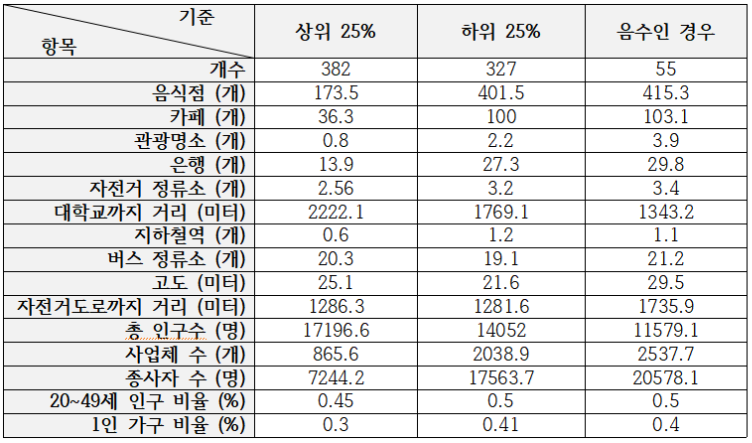 기준
항목
상위 25% 하위 25% 음수인 경우
개수 382 327 55
음식점 (개) 173.5 401.5 415.3
카페 (개) 36.3 100 103.1
관광명소 (개) 0.8 2.2 3.9
은행 (개) 13.9 27.3 29.8
자전거 정류소 (개) 2.56 3.2 3.4
대학교까지 거리 (미터) 2222.1 1769.1 1343.2
지하철역 (개) 0.6 1.2 1.1
버스 정류소 (개) 20.3 19.1 21.2
고도 (미터) 25.1 21.6 29.5
자전거도로까지 거리 (미터) 1286.3 1281.6 1735.9
총 인구수 (명) 17196.6 14052 11579.1
사업체 수 (개) 865.6 2038.9 2537.7
종사자 수 (명) 7244.2 17563.7 20578.1
20~49세 인구 비율 (%) 0.45 0.5 0.5
1인 가구 비율 (%) 0.3 0.41 0.4